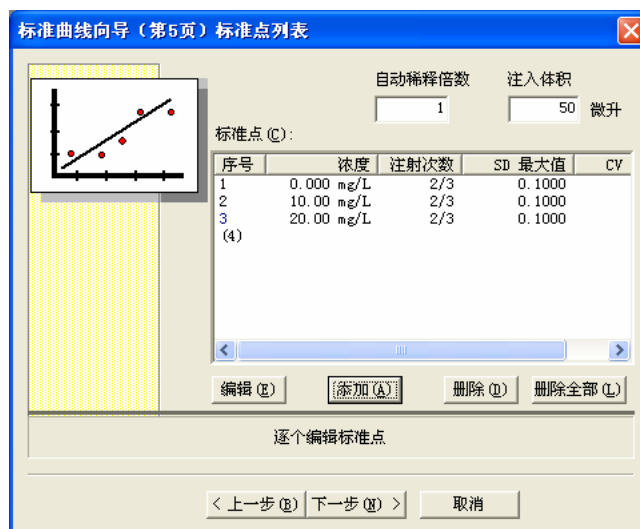 标准曲线向导（第5页）标准点列表
自动稀释倍数 注入体积
1 50 微升
标准点(C):
序号 浓度 注射次数 SD 最大值 CV
1 0.000 mg/L 2/3 0.1000
2 10.00 mg/L 2/3 0.1000
3 20.00 mg/L 2/3 0.1000
(4)
编辑(E) 添加(A) 删除(D) 删除全部(L)
逐个编辑标准点
< 上一步(B) 下一步(N) > 取消